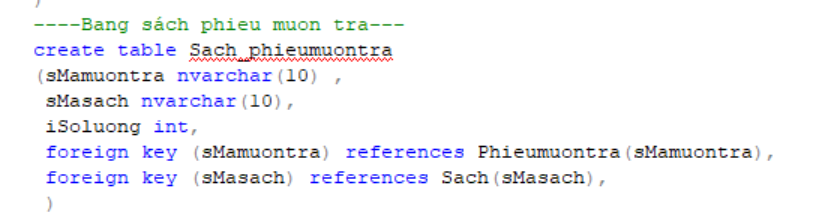 )
----Bang sách phieu muon tra---
create table Sach_phieumuontra
(sMamuontra nvarchar(10) ,
sMasach nvarchar(10),
iSoluong int,
foreign key (sMamuontra) references Phieumuontra(sMamuontra),
foreign key (sMasach) references Sach(sMasach),
)